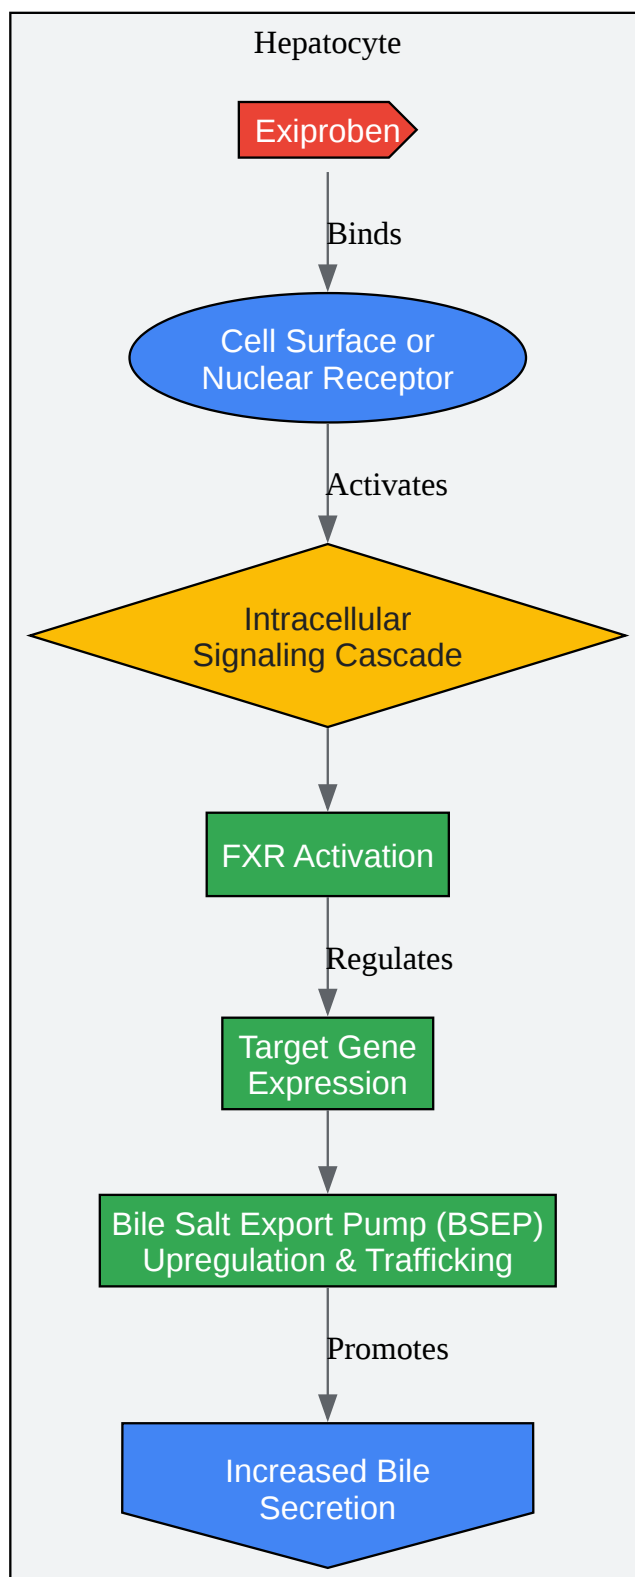 Hepatocyte
Exiproben
Binds
Cell Surface or
Nuclear Receptor
Activates
Intracellular
Signaling Cascade
FXR Activation
Regulates
Target Gene
Expression
Bile Salt Export Pump (BSEP)
Upregulation & Trafficking
Promotes
Increased Bile
Secretion